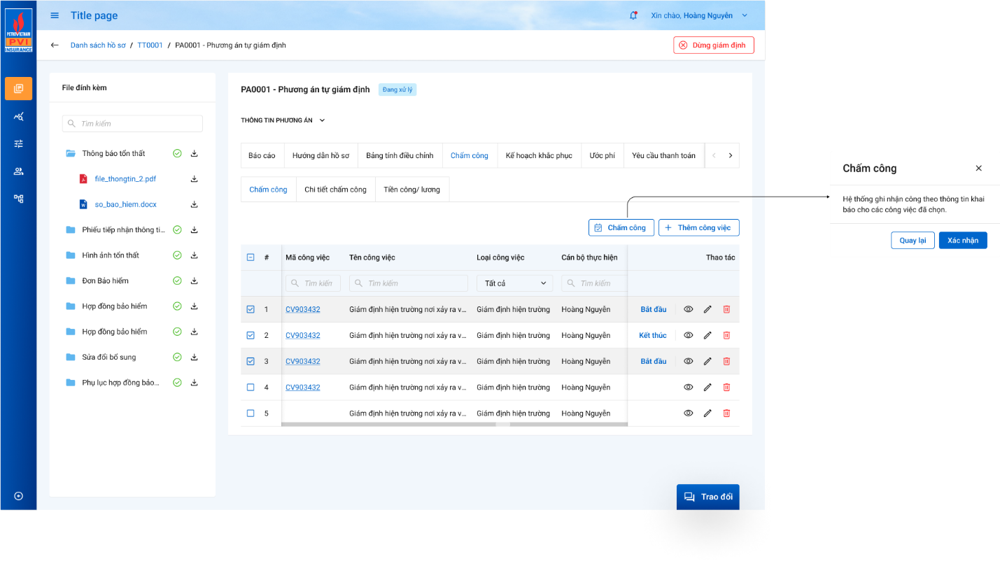 PETROVIETNAM
PVI
INSURANCE
Title page
Xin chào, Hoàng Nguyễn
Danh sách hồ sơ / TT0001 / PA0001 - Phương án tự giám định
Dừng giám định
File đính kèm
Tìm kiếm
Thông báo tổn thất
file_thongtin_2.pdf
so_bao_hiem.docx
Phiếu tiếp nhận thông ti...
Hình ảnh tổn thất
Đơn Bảo hiểm
Hợp đồng bảo hiểm
Hợp đồng bảo hiểm
Sửa đổi bổ sung
Phụ lục hợp đồng bảo...
PA0001 - Phương án tự giám định Đang xử lý
THÔNG TIN PHƯƠNG ÁN
Báo cáo Hướng dẫn hồ sơ Bảng tính điều chỉnh Chấm công Kế hoạch khắc phục Ước phí Yêu cầu thanh toán
Chấm công Chi tiết chấm công Tiền công/ lương
Chấm công Thêm công việc
# Mã công việc Tên công việc Loại công việc Cán bộ thực hiện Thao tác
Tìm kiếm Tìm kiếm Tất cả Tìm kiếm
1 CV903432 Giám định hiện trường nơi xảy ra v... Giám định hiện trường Hoàng Nguyễn Bắt đầu
2 CV903432 Giám định hiện trường nơi xảy ra v... Giám định hiện trường Hoàng Nguyễn Kết thúc
3 CV903432 Giám định hiện trường nơi xảy ra v... Giám định hiện trường Hoàng Nguyễn Bắt đầu
4 CV903432 Giám định hiện trường nơi xảy ra v... Giám định hiện trường Hoàng Nguyễn
5 Giám định hiện trường nơi xảy ra v... Giám định hiện trường Hoàng Nguyễn
Trao đổi
Chấm công
Hệ thống ghi nhận công theo thông tin khai
báo cho các công việc đã chọn.
Quay lại Xác nhận